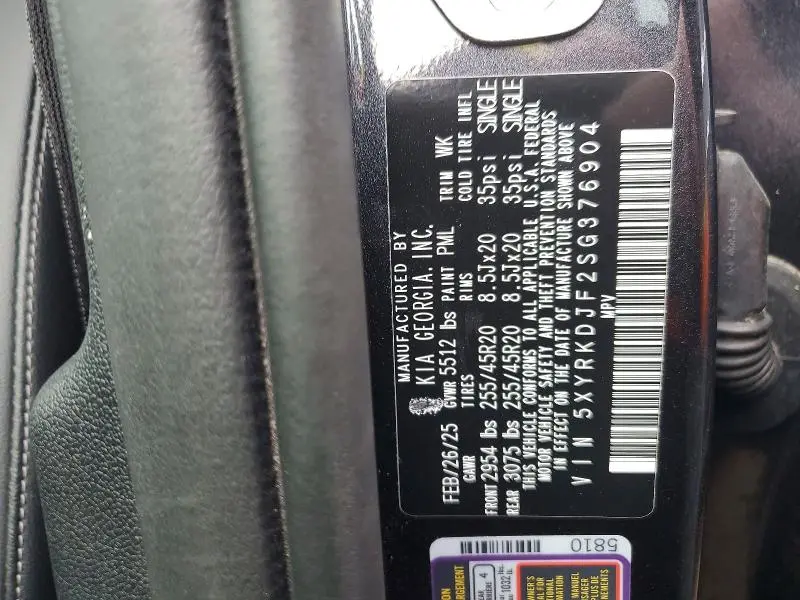 MANUFACTURED BY
KIA GEORGIA, INC.
FEB/26/25 GVWR 5512 lbs PAINT PML TRIM WK
GAWR TIRES RIMS COLD TIRE INFL
FRONT 2954 lbs 255/45R20 8.5Jx20 35psi SINGLE
REAR 3075 lbs 255/45R20 8.5Jx20 35psi SINGLE
THIS VEHICLE CONFORMS TO ALL APPLICABLE U.S.A. FEDERAL
MOTOR VEHICLE SAFETY AND THEFT PREVENTION STANDARDS
IN EFFECT ON THE DATE OF MANUFACTURE SHOWN ABOVE
VIN 5XYRKDJF2SG376904
MPV
5810
4
1032